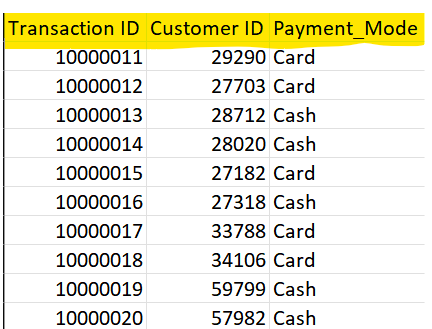 Transaction ID Customer ID Payment_Mode
10000011 29290 Card
10000012 27703 Card
10000013 28712 Cash
10000014 28020 Cash
10000015 27182 Card
10000016 27318 Cash
10000017 33788 Card
10000018 34106 Card
10000019 59799 Cash
10000020 57982 Cash